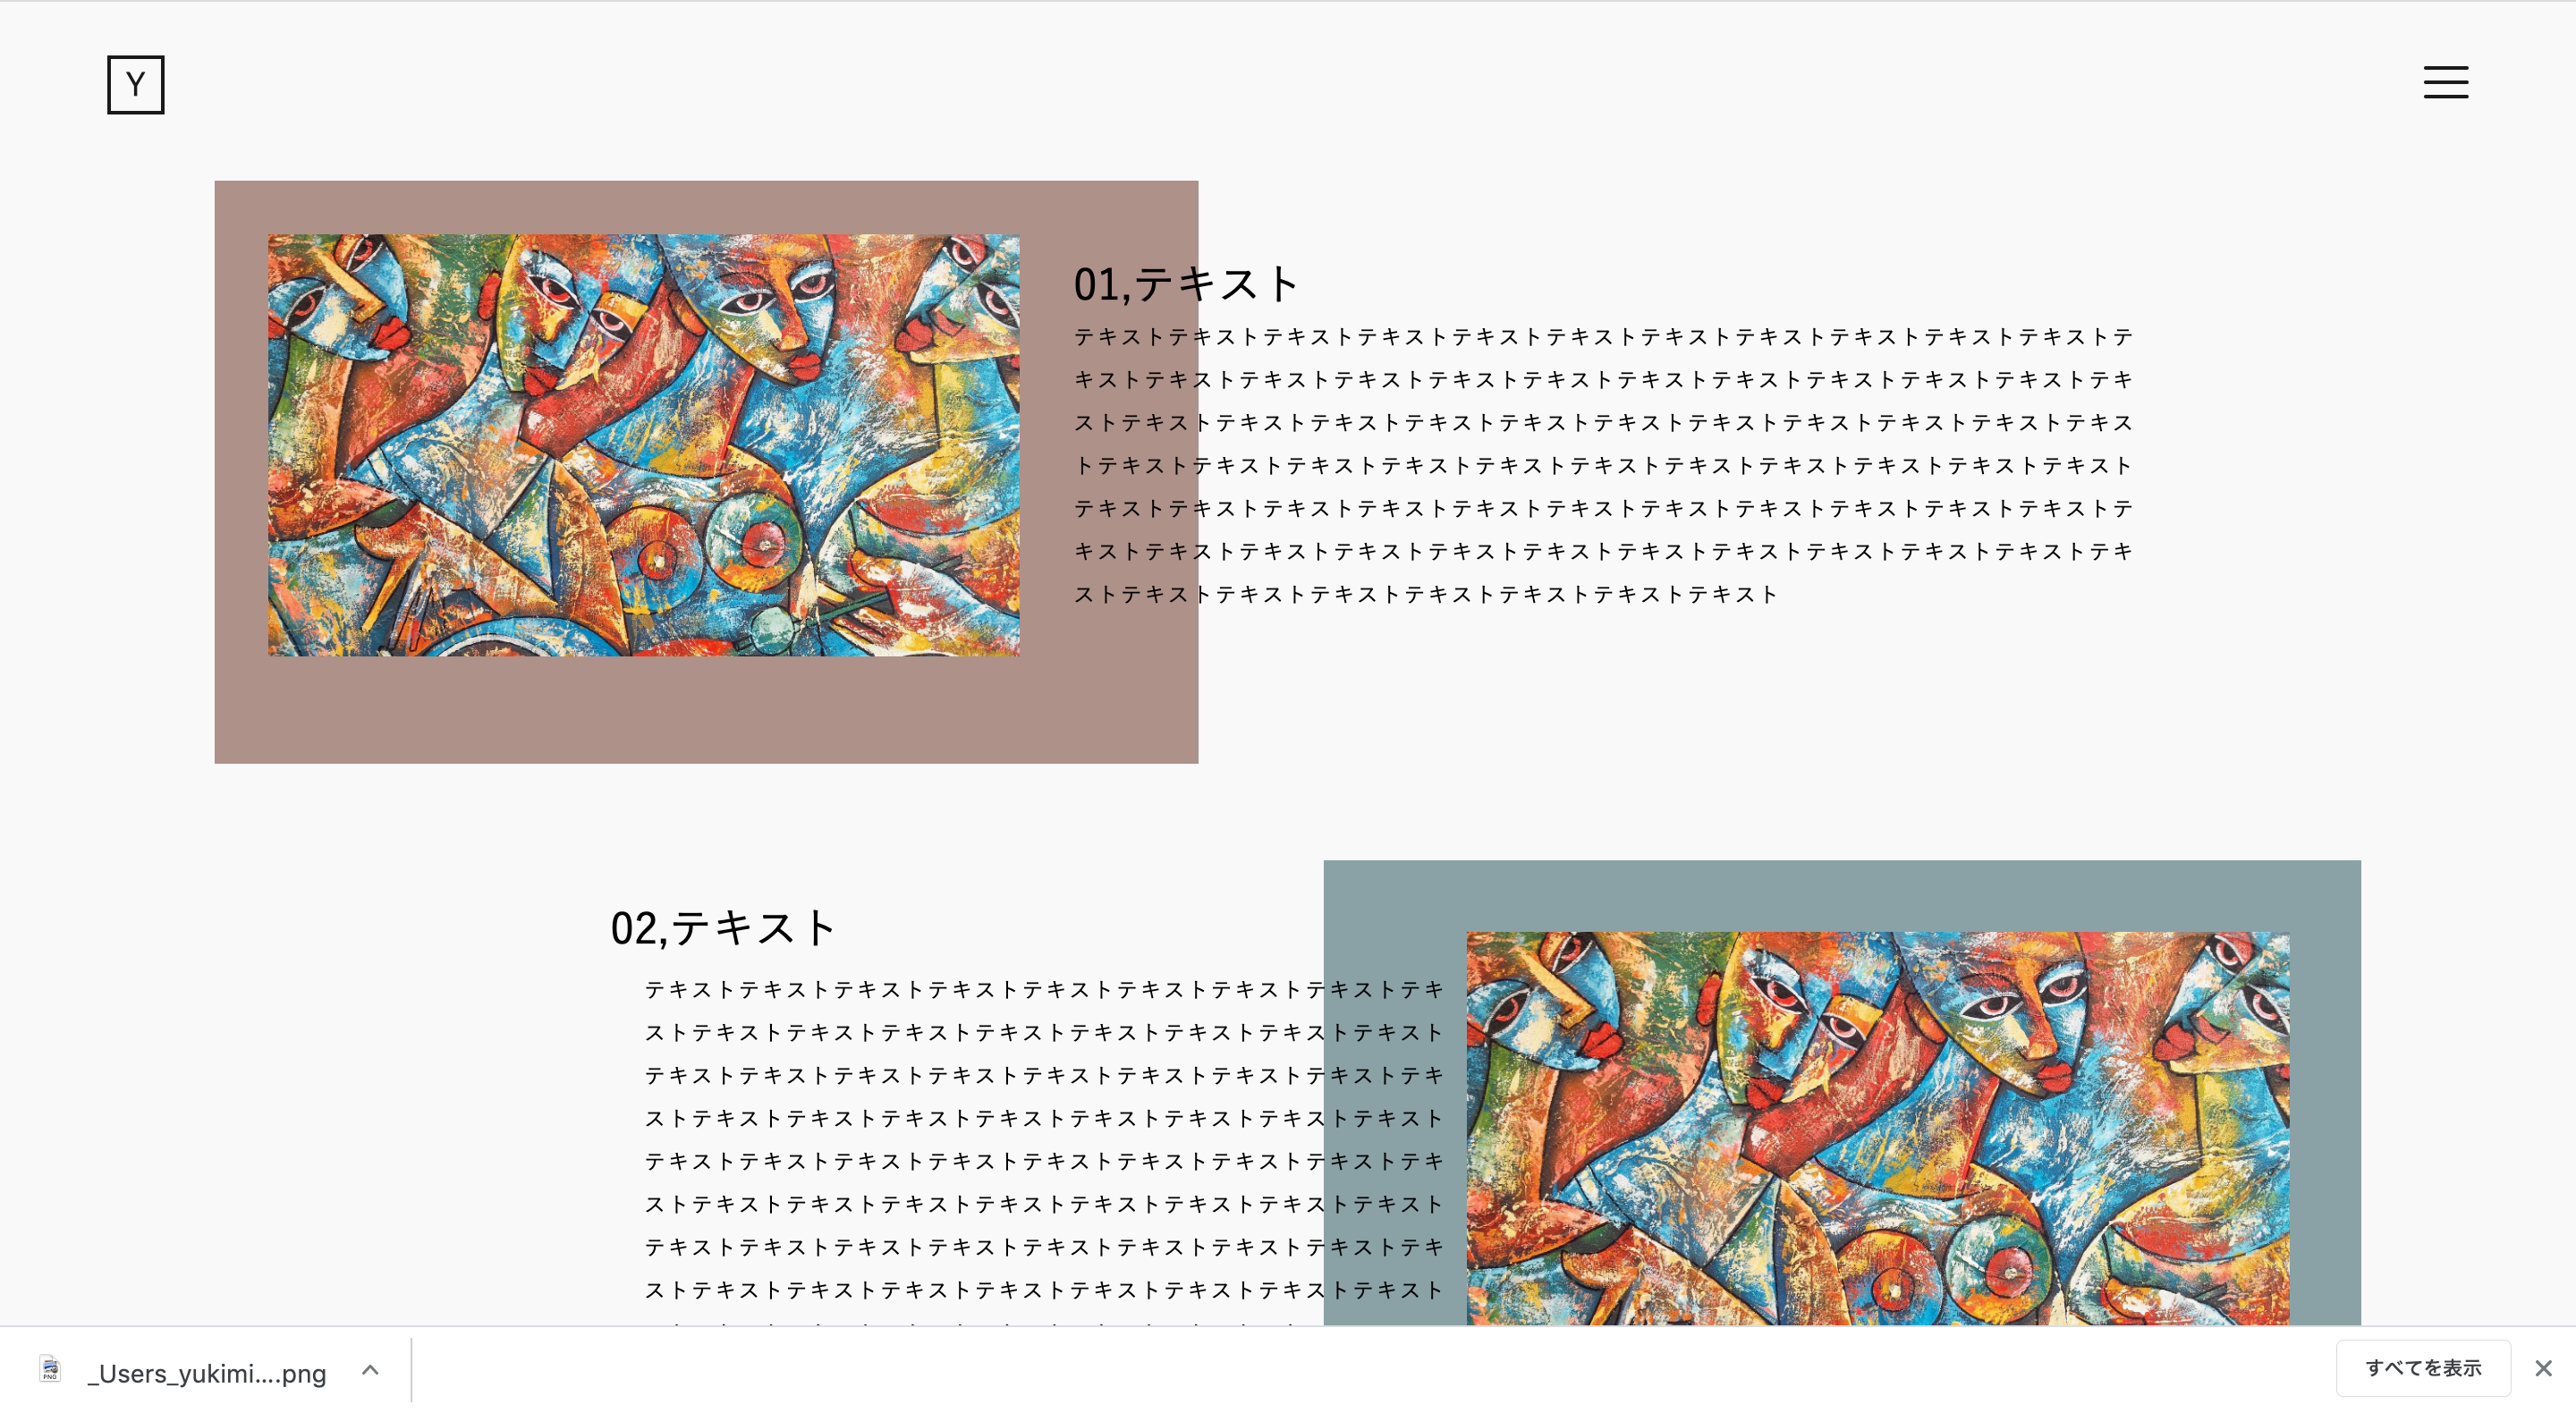 Y
01,テキスト
テキストテキストテキストテキストテキストテキストテキストテキストテキストテキストテキストテ
キストテキストテキストテキストテキストテキストテキストテキストテキストテキストテキストテキ
ストテキストテキストテキストテキストテキストテキストテキストテキストテキストテキストテキス
トテキストテキストテキストテキストテキストテキストテキストテキストテキストテキストテキスト
テキストテキストテキストテキストテキストテキストテキストテキストテキストテキストテキストテ
キストテキストテキストテキストテキストテキストテキストテキストテキストテキストテキストテキ
ストテキストテキストテキストテキストテキストテキストテキスト
02,テキスト
テキストテキストテキストテキストテキストテキストテキストテキストテキ
ストテキストテキストテキストテキストテキストテキストテキストテキスト
テキストテキストテキストテキストテキストテキストテキストテキストテキ
ストテキストテキストテキストテキストテキストテキストテキストテキスト
テキストテキストテキストテキストテキストテキストテキストテキストテキ
ストテキストテキストテキストテキストテキストテキストテキストテキスト
テキストテキストテキストテキストテキストテキストテキストテキストテキ
ストテキストテキストテキストテキストテキストテキストテキストテキスト
PNG
_Users_yukimi....png
すべてを表示